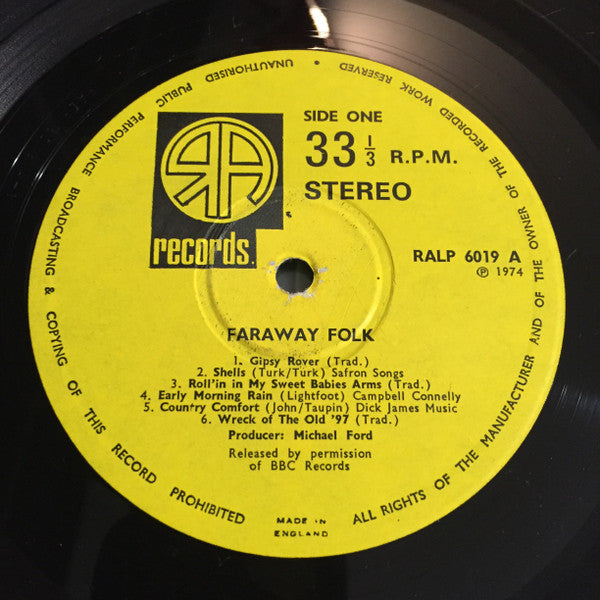 ALL RIGHTS OF THE MANUFACTURER AND OF THE OWNER OF THE RECORDED WORK RESERVED • UNAUTHORISED PUBLIC PERFORMANCE BROADCASTING & COPYING OF THIS RECORD PROHIBITED
RA
records.
SIDE ONE
33 1/3 R.P.M.
STEREO
RALP 6019 A
℗ 1974
FARAWAY FOLK
1. Gipsy Rover (Trad.)
2. Shells (Turk/Turk) Safron Songs
3. Roll'in in My Sweet Babies Arms (Trad.)
4. Early Morning Rain (Lightfoot) Campbell Connelly
5. Country Comfort (John/Taupin) Dick James Music
6. Wreck of The Old '97 (Trad.)
Producer: Michael Ford
Released by permission
of BBC Records
MADE IN
ENGLAND